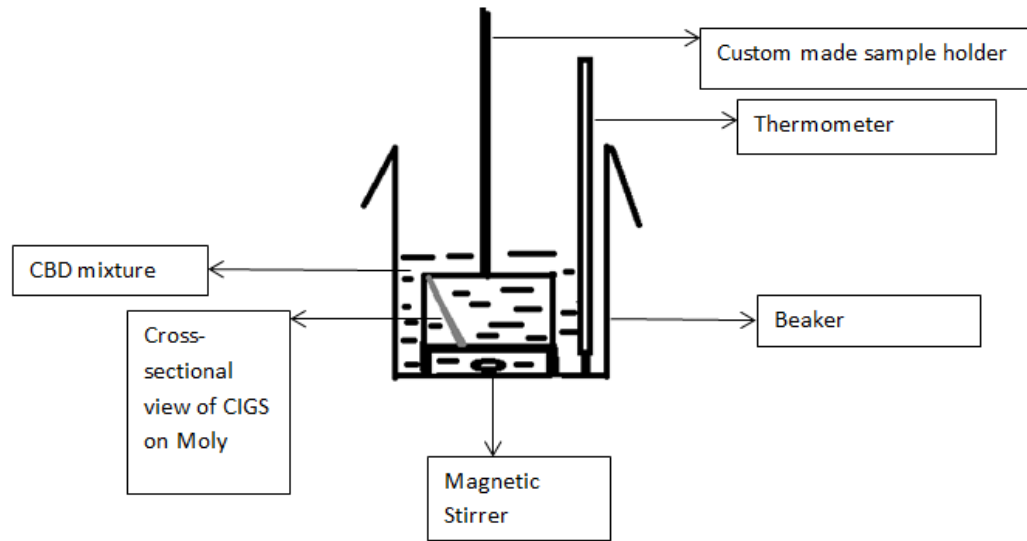 Custom made sample holder
Thermometer
CBD mixture
Beaker
Cross-
sectional
view of CIGS
on Moly
Magnetic
Stirrer